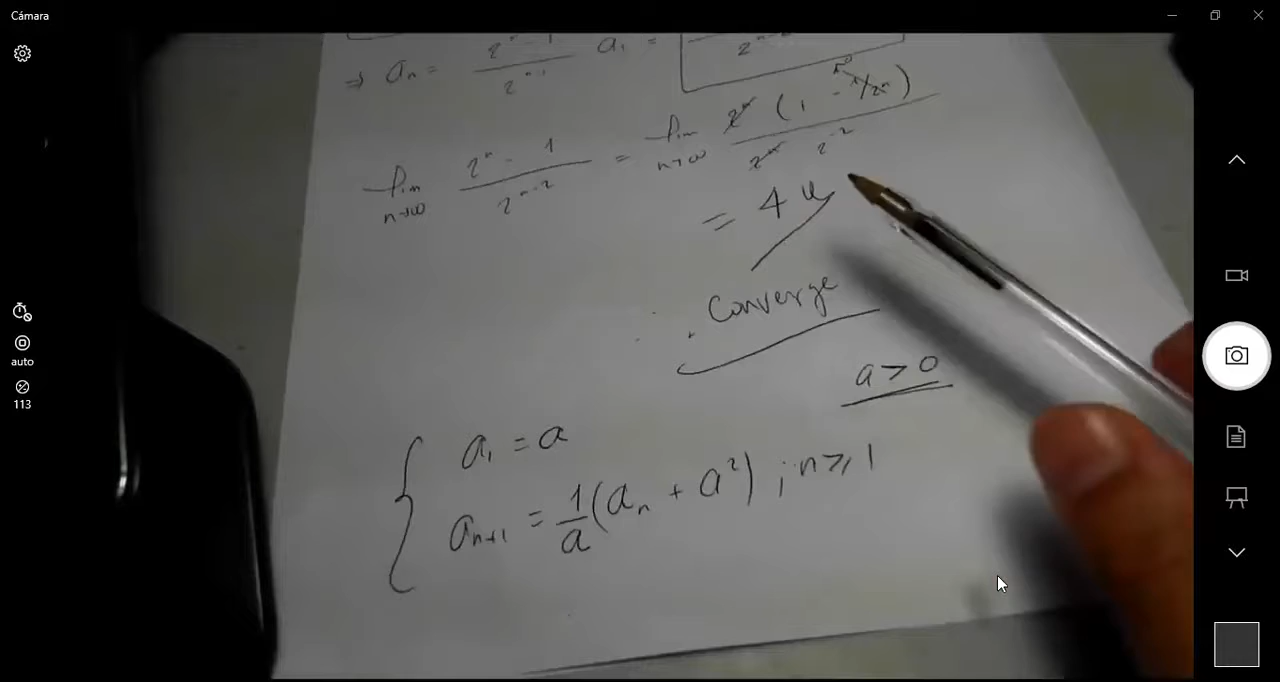 Cámara
⇒ aₙ = (2ⁿ - 1)/2ⁿ⁻¹ a₁ =
lim n→∞ (2ⁿ - 1)/2ⁿ⁻² = lim n→∞ 2ⁿ (1 - 1/2ⁿ)/(2ⁿ 2⁻²)
= 4
Converge
a > 0
a₁ = a
aₙ₊₁ = 1/a (aₙ + a²) ; n ≥ 1
auto
113